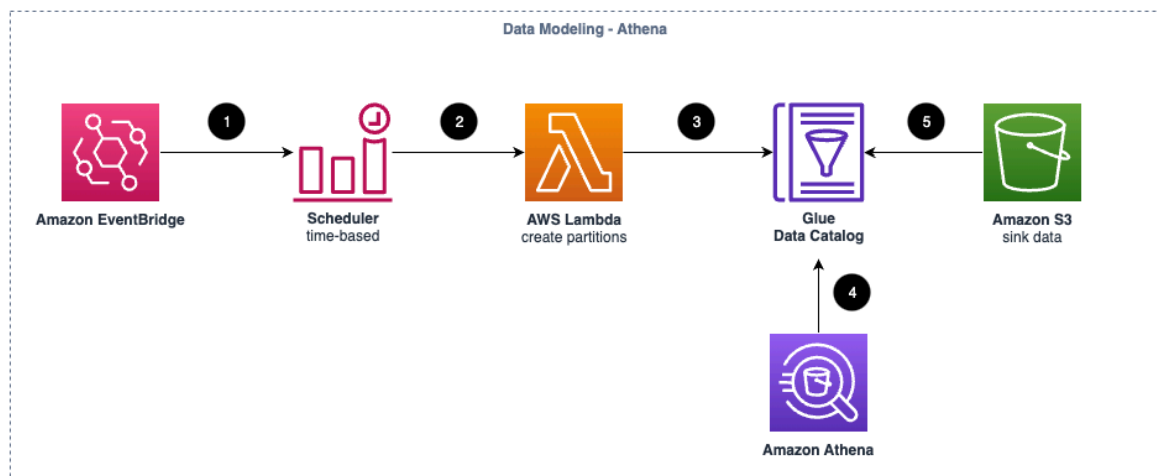 Data Modeling - Athena
1
2
3
5
Amazon EventBridge
Scheduler
time-based
AWS Lambda
create partitions
Glue
Data Catalog
Amazon S3
sink data
4
Amazon Athena